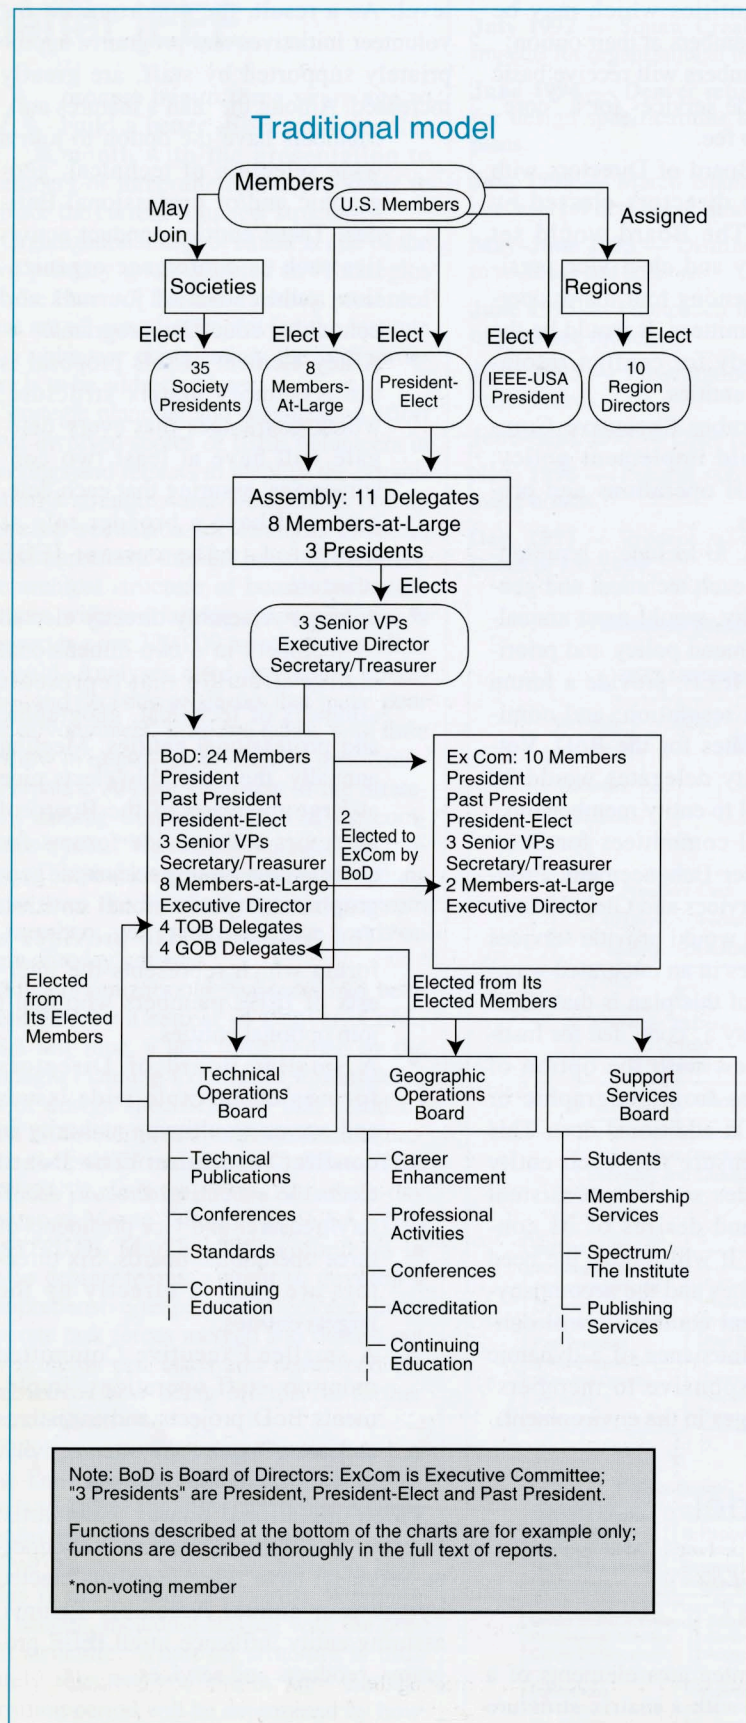 Traditional model
Members
U.S. Members
May
Join
Assigned
Societies
Regions
Elect
Elect
Elect
Elect
Elect
35
Society
Presidents
8
Members-
At-Large
President-
Elect
IEEE-USA
President
10
Region
Directors
Assembly: 11 Delegates
8 Members-at-Large
3 Presidents
Elects
3 Senior VPs
Executive Director
Secretary/Treasurer
BoD: 24 Members
President
Past President
President-Elect
3 Senior VPs
Secretary/Treasurer
8 Members-at-Large
Executive Director
4 TOB Delegates
4 GOB Delegates
2
Elected to
ExCom by
BoD
Ex Com: 10 Members
President
Past President
President-Elect
3 Senior VPs
Secretary/Treasurer
2 Members-at-Large
Executive Director
Elected
from
Its Elected
Members
Elected from Its
Elected Members
Technical
Operations
Board
Geographic
Operations
Board
Support
Services
Board
Technical
Publications
Conferences
Standards
Continuing
Education
Career
Enhancement
Professional
Activities
Conferences
Accreditation
Continuing
Education
Students
Membership
Services
Spectrum/
The Institute
Publishing
Services
Note: BoD is Board of Directors: ExCom is Executive Committee;
"3 Presidents" are President, President-Elect and Past President.
Functions described at the bottom of the charts are for example only;
functions are described thoroughly in the full text of reports.
*non-voting member